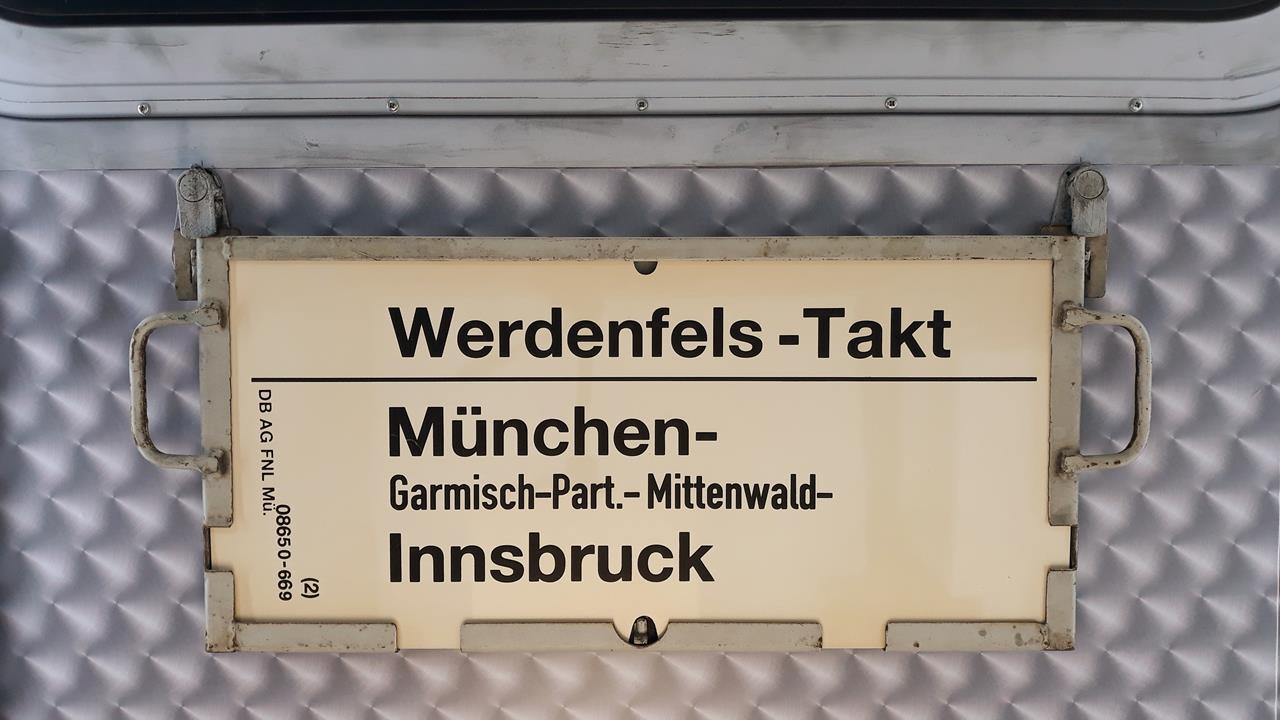 Werdenfels -Takt
München-
Garmisch-Part.- Mittenwald-
Innsbruck
DB AG FNL Mü.
08650-669
(2)